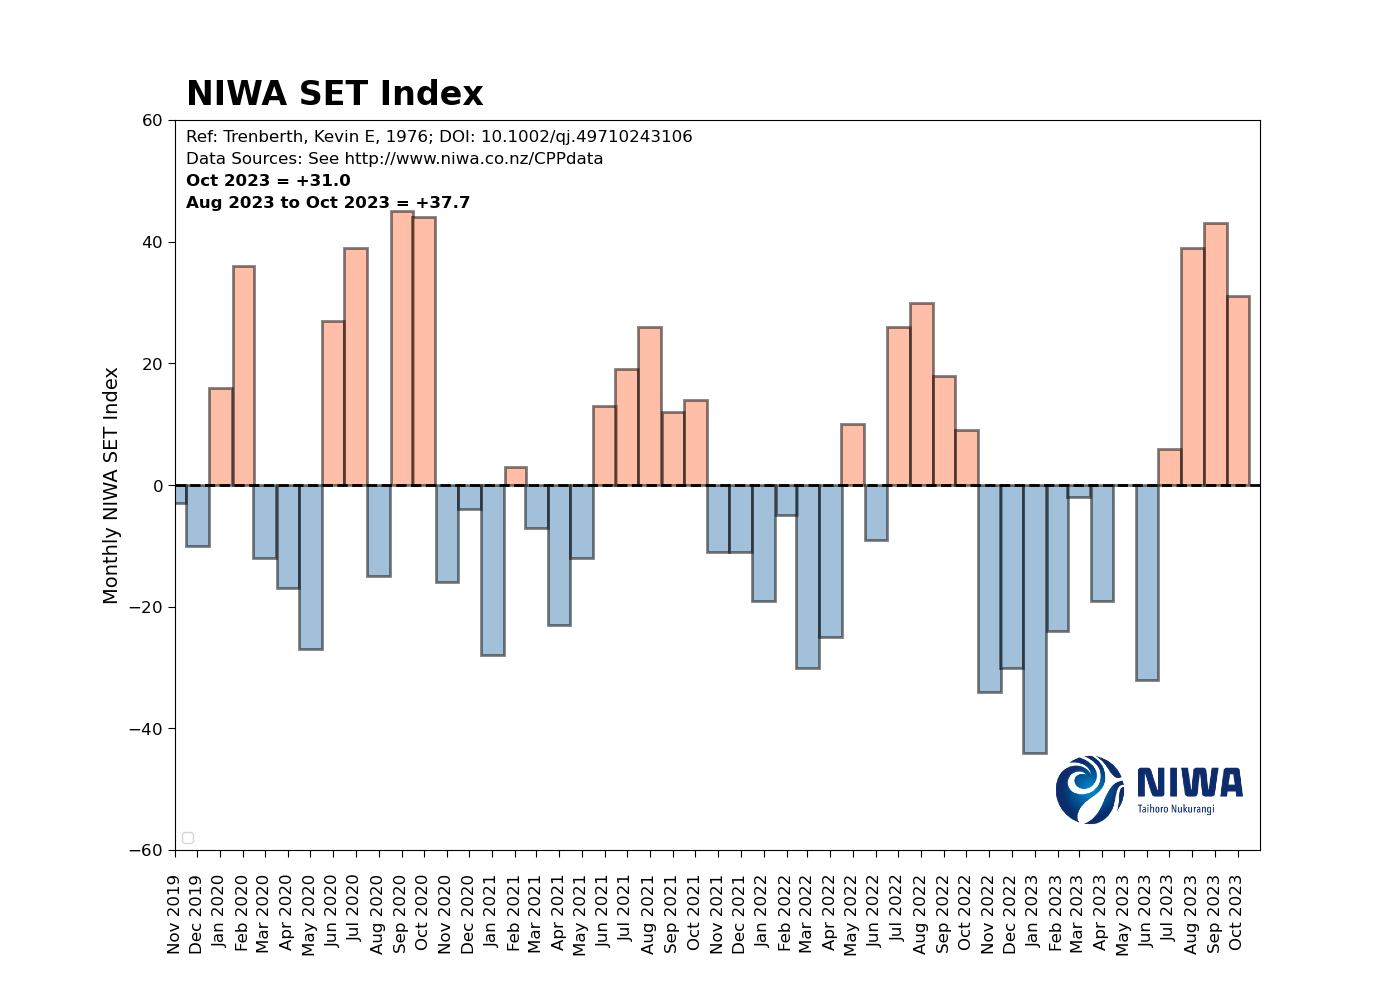 NIWA SET Index
Ref: Trenberth, Kevin E, 1976; DOI: 10.1002/qj.49710243106
Data Sources: See http://www.niwa.co.nz/CPPdata
Oct 2023 = +31.0
Aug 2023 to Oct 2023 = +37.7
Monthly NIWA SET Index
60
40
20
0
−20
−40
−60
NIWA
Taihoro Nukurangi
Nov 2019
Dec 2019
Jan 2020
Feb 2020
Mar 2020
Apr 2020
May 2020
Jun 2020
Jul 2020
Aug 2020
Sep 2020
Oct 2020
Nov 2020
Dec 2020
Jan 2021
Feb 2021
Mar 2021
Apr 2021
May 2021
Jun 2021
Jul 2021
Aug 2021
Sep 2021
Oct 2021
Nov 2021
Dec 2021
Jan 2022
Feb 2022
Mar 2022
Apr 2022
May 2022
Jun 2022
Jul 2022
Aug 2022
Sep 2022
Oct 2022
Nov 2022
Dec 2022
Jan 2023
Feb 2023
Mar 2023
Apr 2023
May 2023
Jun 2023
Jul 2023
Aug 2023
Sep 2023
Oct 2023